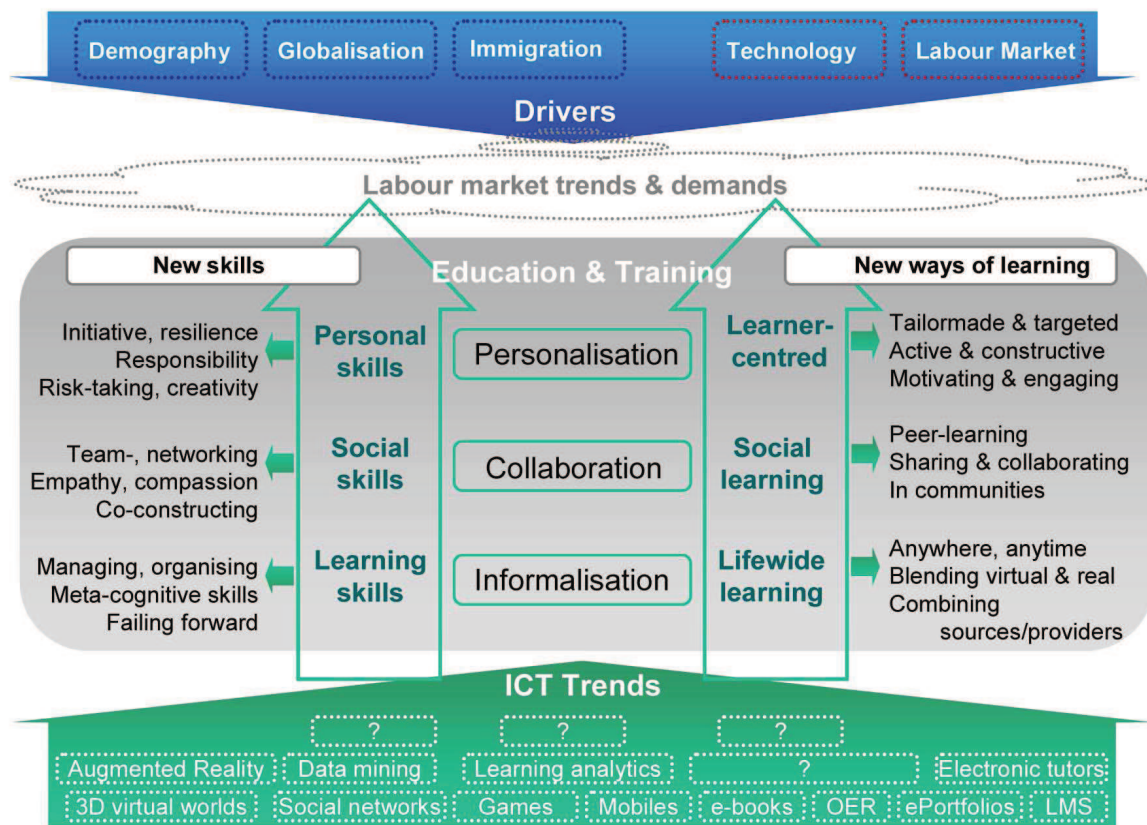 Demography Globalisation Immigration Technology Labour Market
Drivers
Labour market trends & demands
New skills
Education & Training
New ways of learning
Initiative, resilience
Responsibility
Risk-taking, creativity
Personal
skills
Personalisation
Learner-
centred
Tailormade & targeted
Active & constructive
Motivating & engaging
Team-, networking
Empathy, compassion
Co-constructing
Social
skills
Collaboration
Social
learning
Peer-learning
Sharing & collaborating
In communities
Managing, organising
Meta-cognitive skills
Failing forward
Learning
skills
Informalisation
Lifewide
learning
Anywhere, anytime
Blending virtual & real
Combining
sources/providers
ICT Trends
? ? ?
Augmented Reality Data mining Learning analytics ? Electronic tutors
3D virtual worlds Social networks Games Mobiles e-books OER ePortfolios LMS